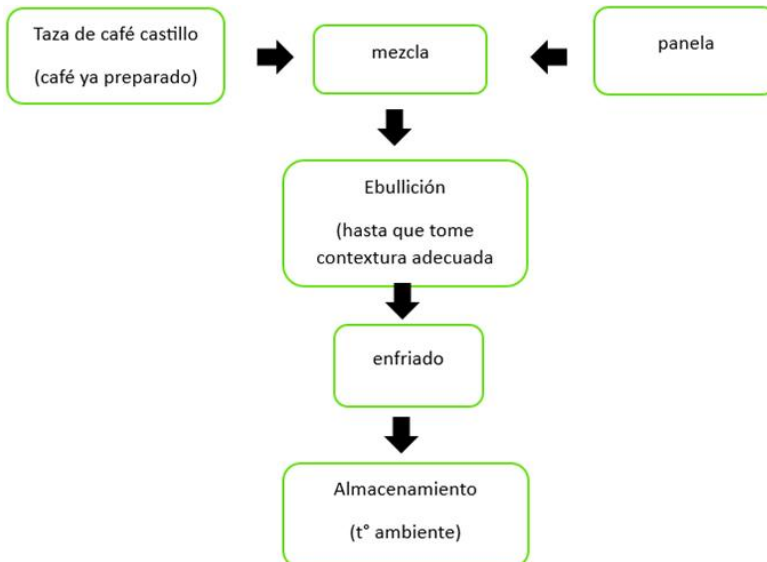 Taza de café castillo
(café ya preparado)
mezcla
panela
Ebullición
(hasta que tome
contextura adecuada
enfriado
Almacenamiento
(t° ambiente)